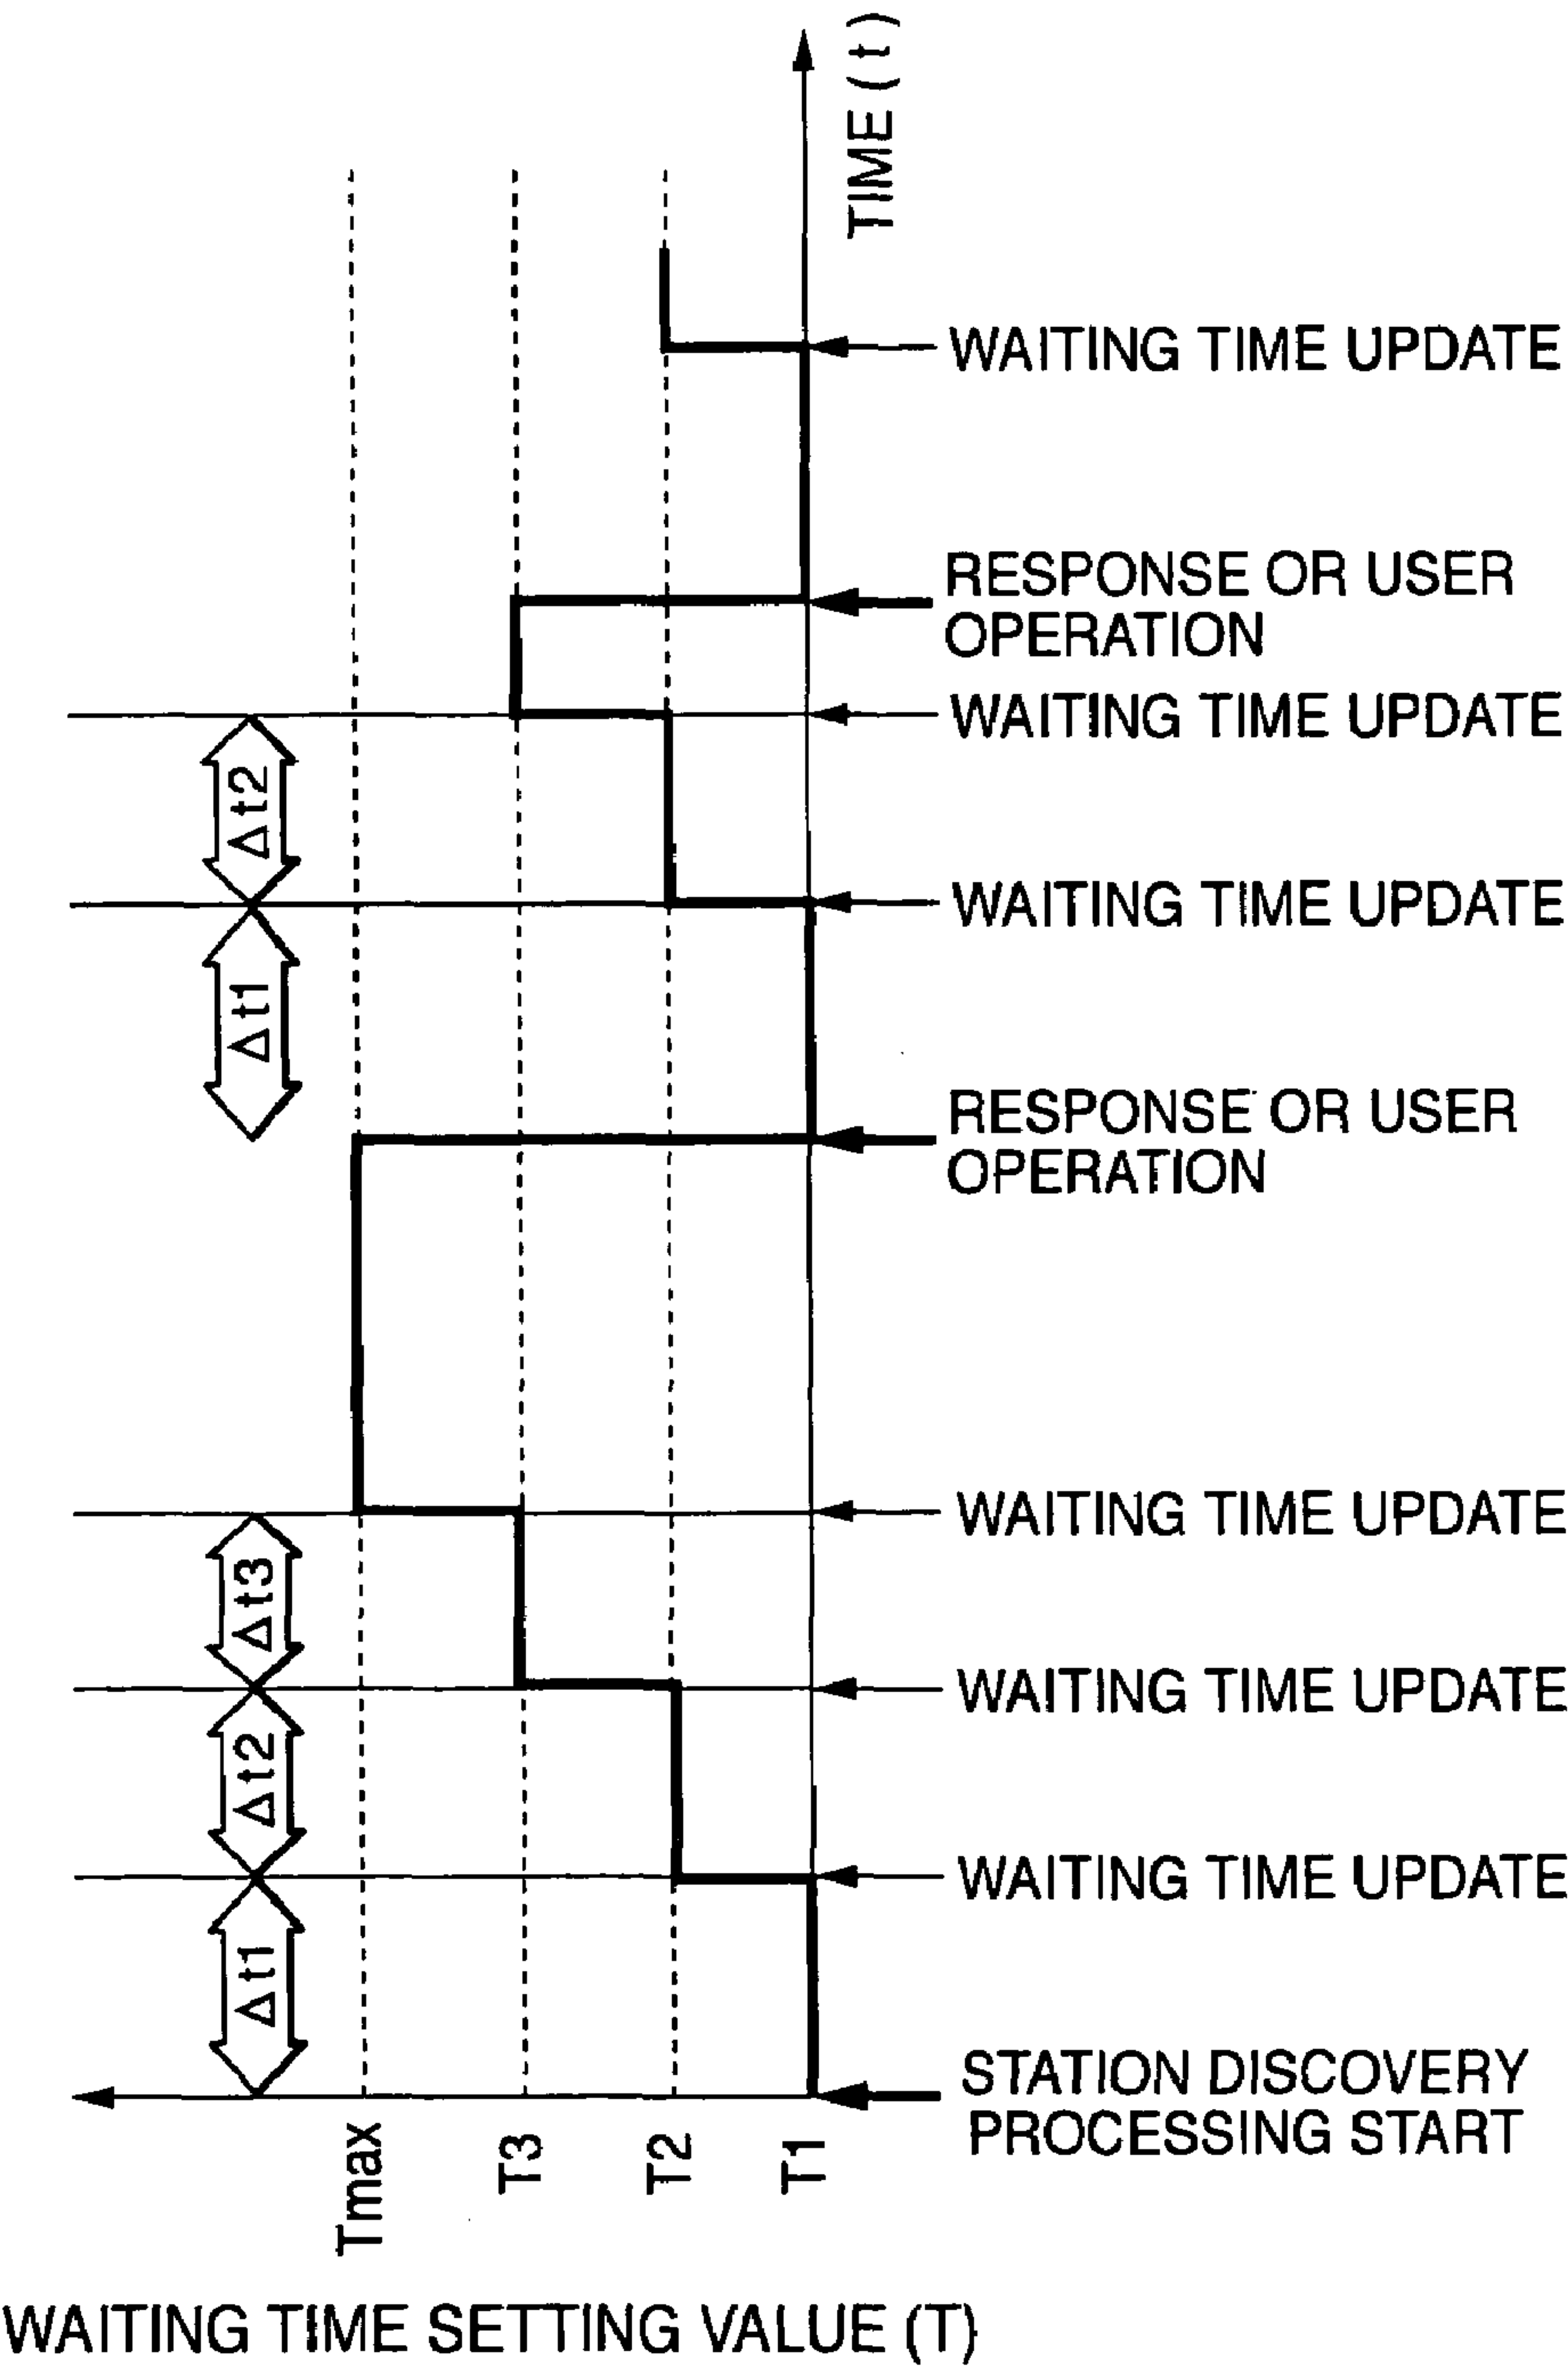 TIME ( t )
WAITING TIME UPDATE
RESPONSE OR USER
OPERATION
WAITING TIME UPDATE
Δt2
WAITING TIME UPDATE
Δt1
RESPONSE OR USER
OPERATION
WAITING TIME UPDATE
Δt3
WAITING TIME UPDATE
Δt2
WAITING TIME UPDATE
Δt1
STATION DISCOVERY
PROCESSING START
Tmax
T3
T2
T1
WAITING TIME SETTING VALUE (T)